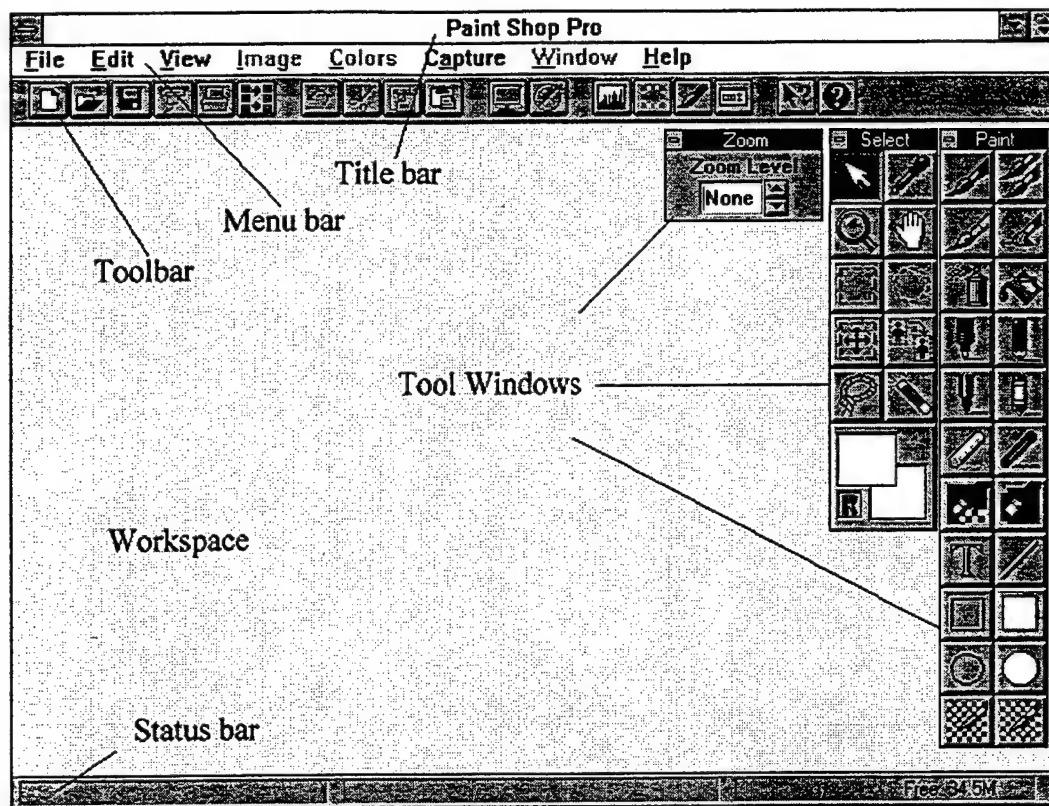 Paint Shop Pro
File Edit View Image Colors Capture Window Help
Zoom
Select
Paint
Zoom Level
None
Title bar
Menu bar
Toolbar
Tool Windows
R
Workspace
T
Status bar
Free: 34.5M